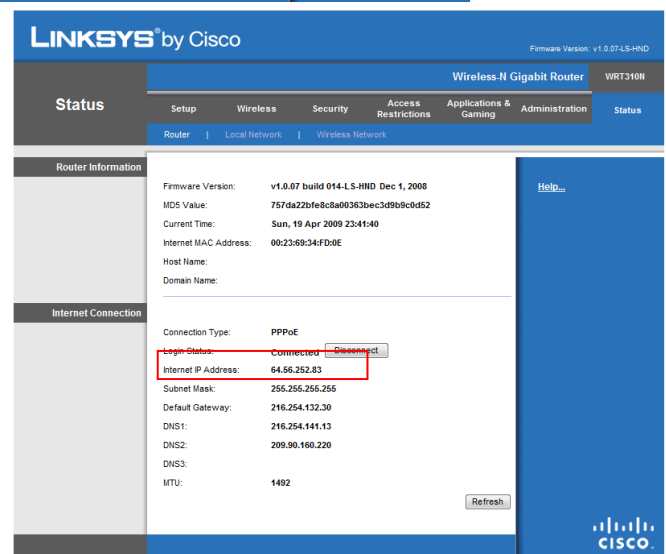 LINKSYS® by Cisco
Firmware Version: v1.0.07-LS-HND
Wireless-N Gigabit Router WRT310N
Status
Setup Wireless Security Access Restrictions Applications & Gaming Administration Status
Router | Local Network | Wireless Network
Router Information
Firmware Version: v1.0.07 build 014-LS-HND Dec 1, 2008
Help...
MD5 Value: 757da22bfe8c8a00363bec3d9b9c0d52
Current Time: Sun, 19 Apr 2009 23:41:40
Internet MAC Address: 00:23:69:34:FD:0E
Host Name:
Domain Name:
Internet Connection
Connection Type: PPPoE
Login Status: Connected Disconnect
Internet IP Address: 64.56.252.83
Subnet Mask: 255.255.255.255
Default Gateway: 216.254.132.30
DNS1: 216.254.141.13
DNS2: 209.90.160.220
DNS3:
MTU: 1492
Refresh
CISCO.